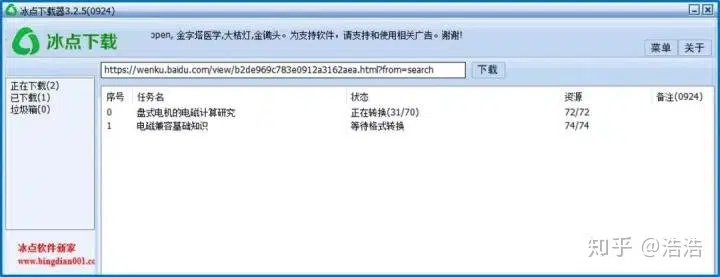 冰点下载器3.2.5(0924)
冰点下载
open, 金字塔医学,大桔灯,金锄头。为支持软件，请支持和使用相关广告。谢谢!
菜单 关于
https://wenku.baidu.com/view/b2de969c783e0912a3162aea.html?from=search 下载
正在下载(2)
已下载(1)
垃圾箱(0)
序号 任务名 状态 资源 备注(0924)
0 盘式电机的电磁计算研究 正在转换(31/70) 72/72
1 电磁兼容基础知识 等待格式转换 74/74
冰点软件新家
www.bingdian001.co
知乎 @浩浩